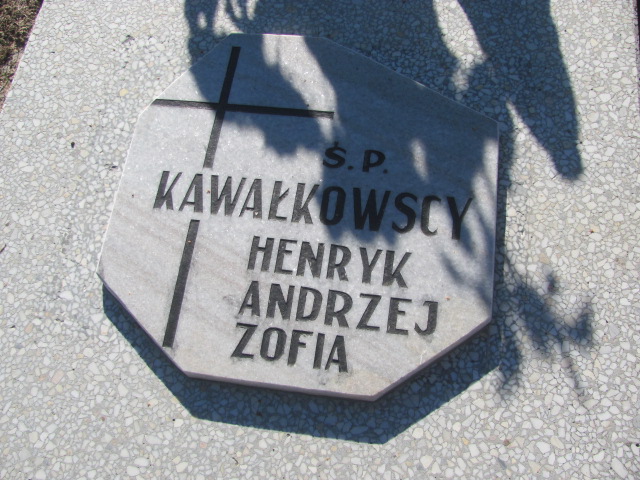 Ś.P.
KAWAŁKOWSCY
HENRYK
ANDRZEJ
ZOFIA